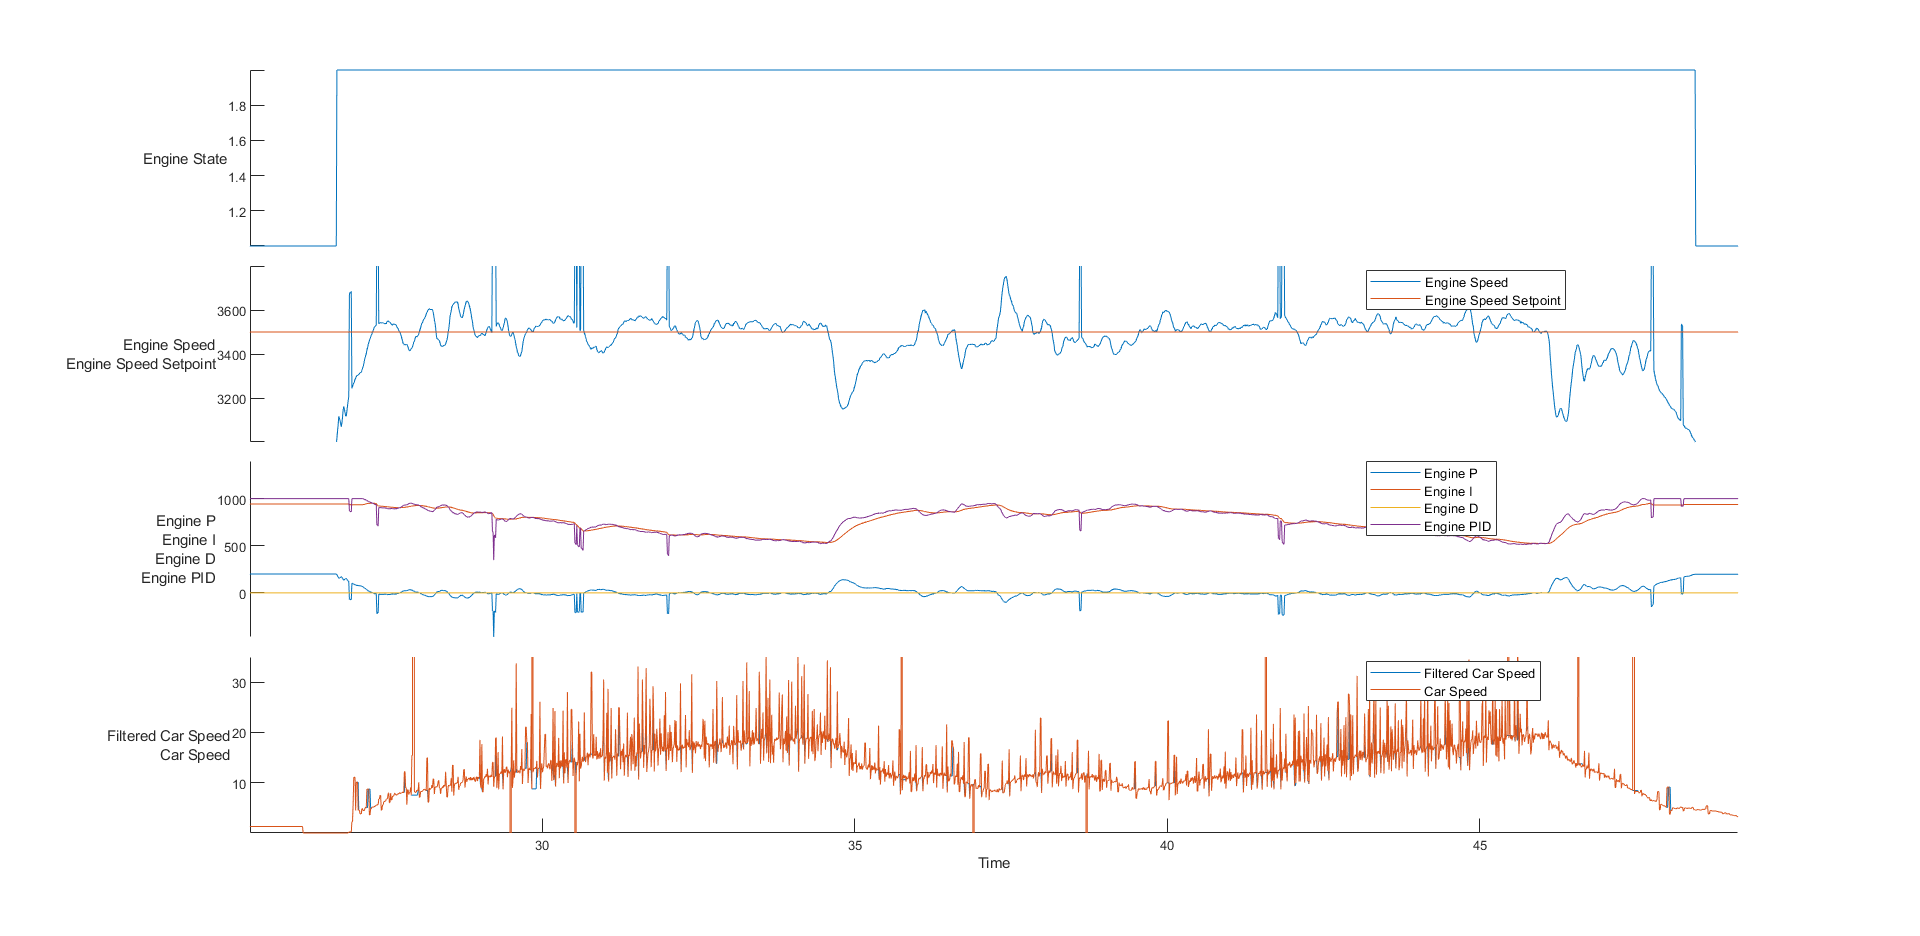 1.8
1.6
Engine State
1.4
1.2
Engine Speed
Engine Speed Setpoint
3600
Engine Speed
3400
Engine Speed Setpoint
3200
Engine P
Engine I
Engine D
Engine PID
1000
Engine P
500
Engine I
Engine D
Engine PID
0
Filtered Car Speed
Car Speed
30
Filtered Car Speed
20
Car Speed
10
30
35
40
45
Time